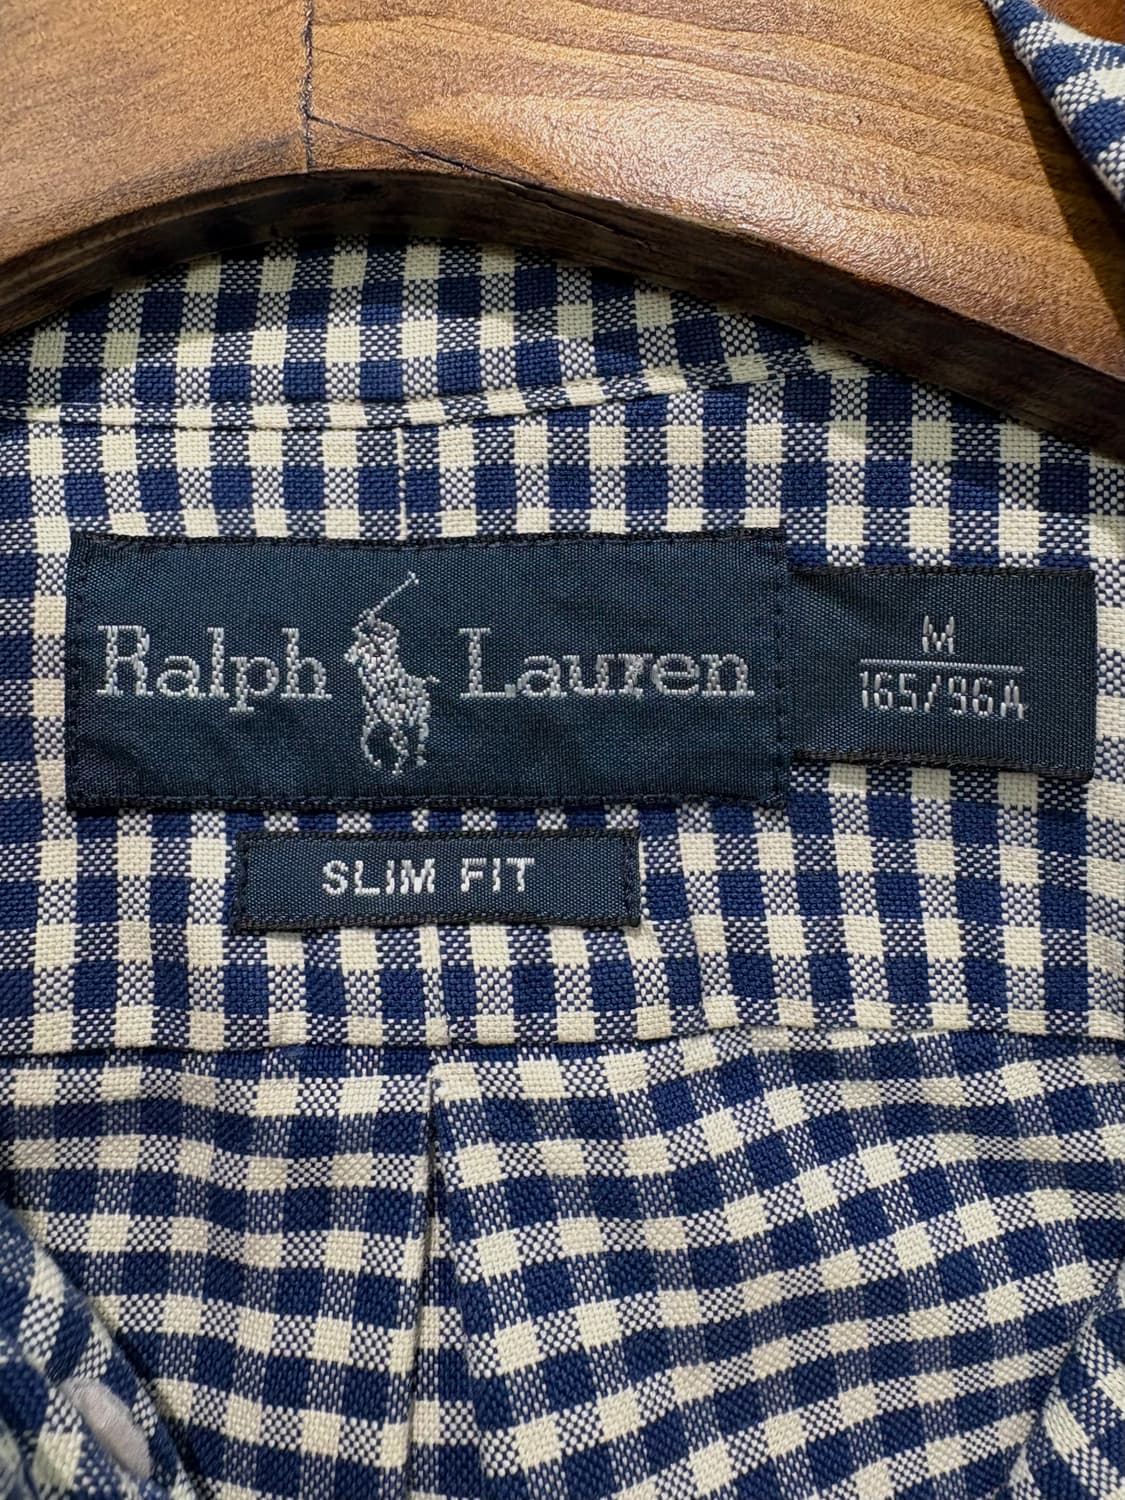 Ralph Lauren
M
165/96A
SLIM FIT